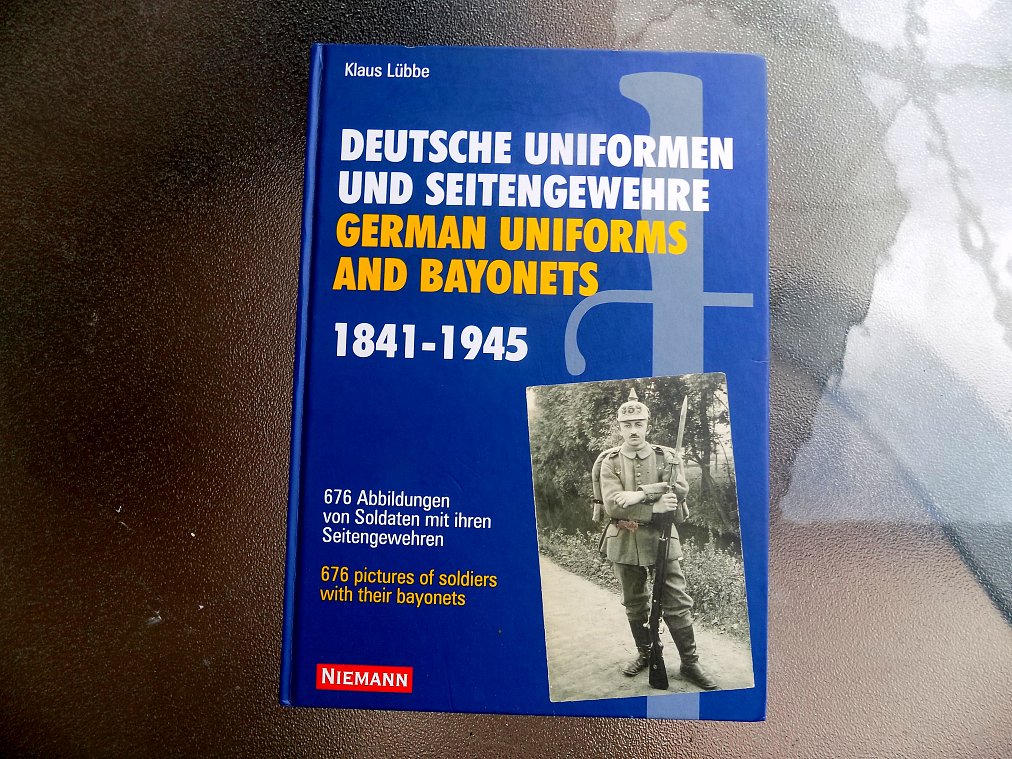 Klaus Lübbe
DEUTSCHE UNIFORMEN
UND SEITENGEWEHRE
GERMAN UNIFORMS
AND BAYONETS
1841-1945
676 Abbildungen
von Soldaten mit ihren
Seitengewehren
676 pictures of soldiers
with their bayonets
NIEMANN